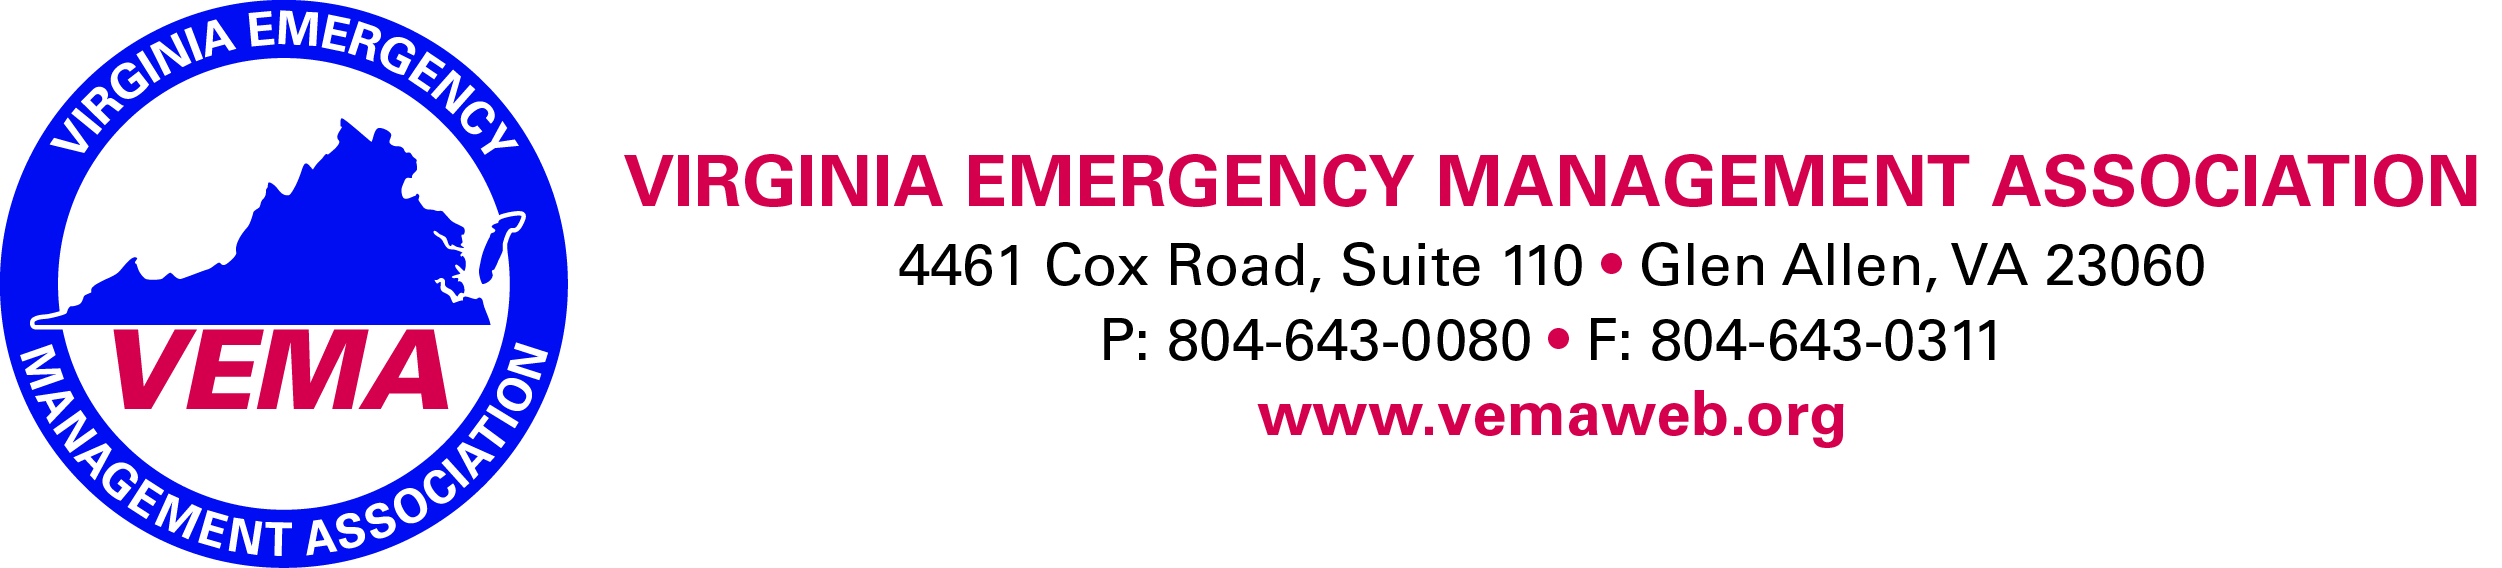 VIRGINIA EMERGENCY
VEMA
MANAGEMENT ASSOCIATION
VIRGINIA EMERGENCY MANAGEMENT ASSOCIATION
4461 Cox Road, Suite 110 • Glen Allen, VA 23060
P: 804-643-0080 • F: 804-643-0311
www.vemaweb.org